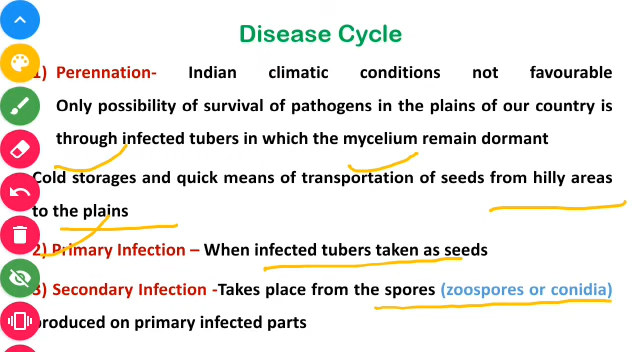 Disease Cycle
1) Perennation- Indian climatic conditions not favourable
Only possibility of survival of pathogens in the plains of our country is
through infected tubers in which the mycelium remain dormant
Cold storages and quick means of transportation of seeds from hilly areas
to the plains
2) Primary Infection – When infected tubers taken as seeds
3) Secondary Infection -Takes place from the spores (zoospores or conidia)
produced on primary infected parts